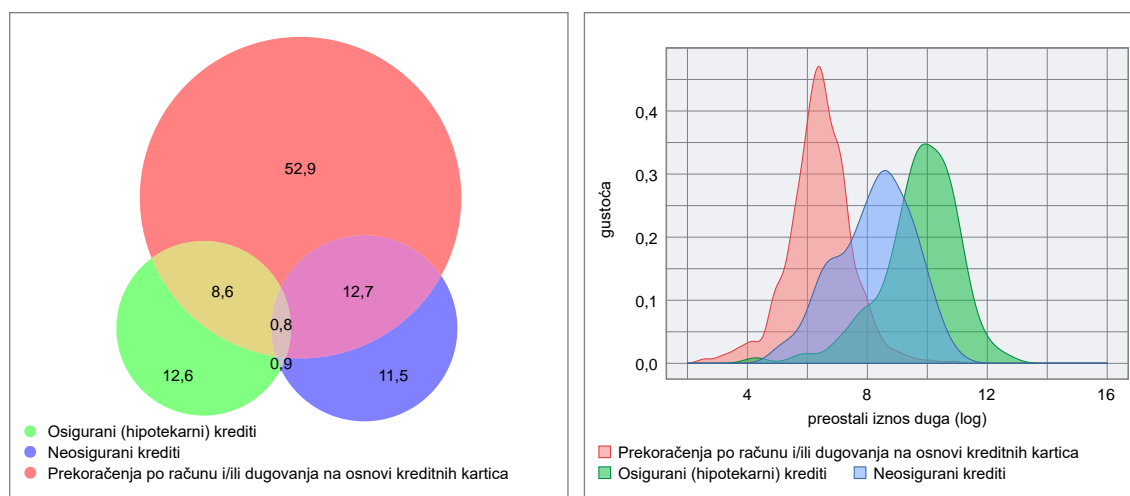 52,9
8,6
12,7
0,8
0,9
12,6
11,5
Osigurani (hipotekarni) krediti
Neosigurani krediti
Prekoračenja po računu i/ili dugovanja na osnovi kreditnih kartica
gustoća
0,4
0,3
0,2
0,1
0,0
4
8
12
16
preostali iznos duga (log)
Prekoračenja po računu i/ili dugovanja na osnovi kreditnih kartica
Osigurani (hipotekarni) krediti
Neosigurani krediti